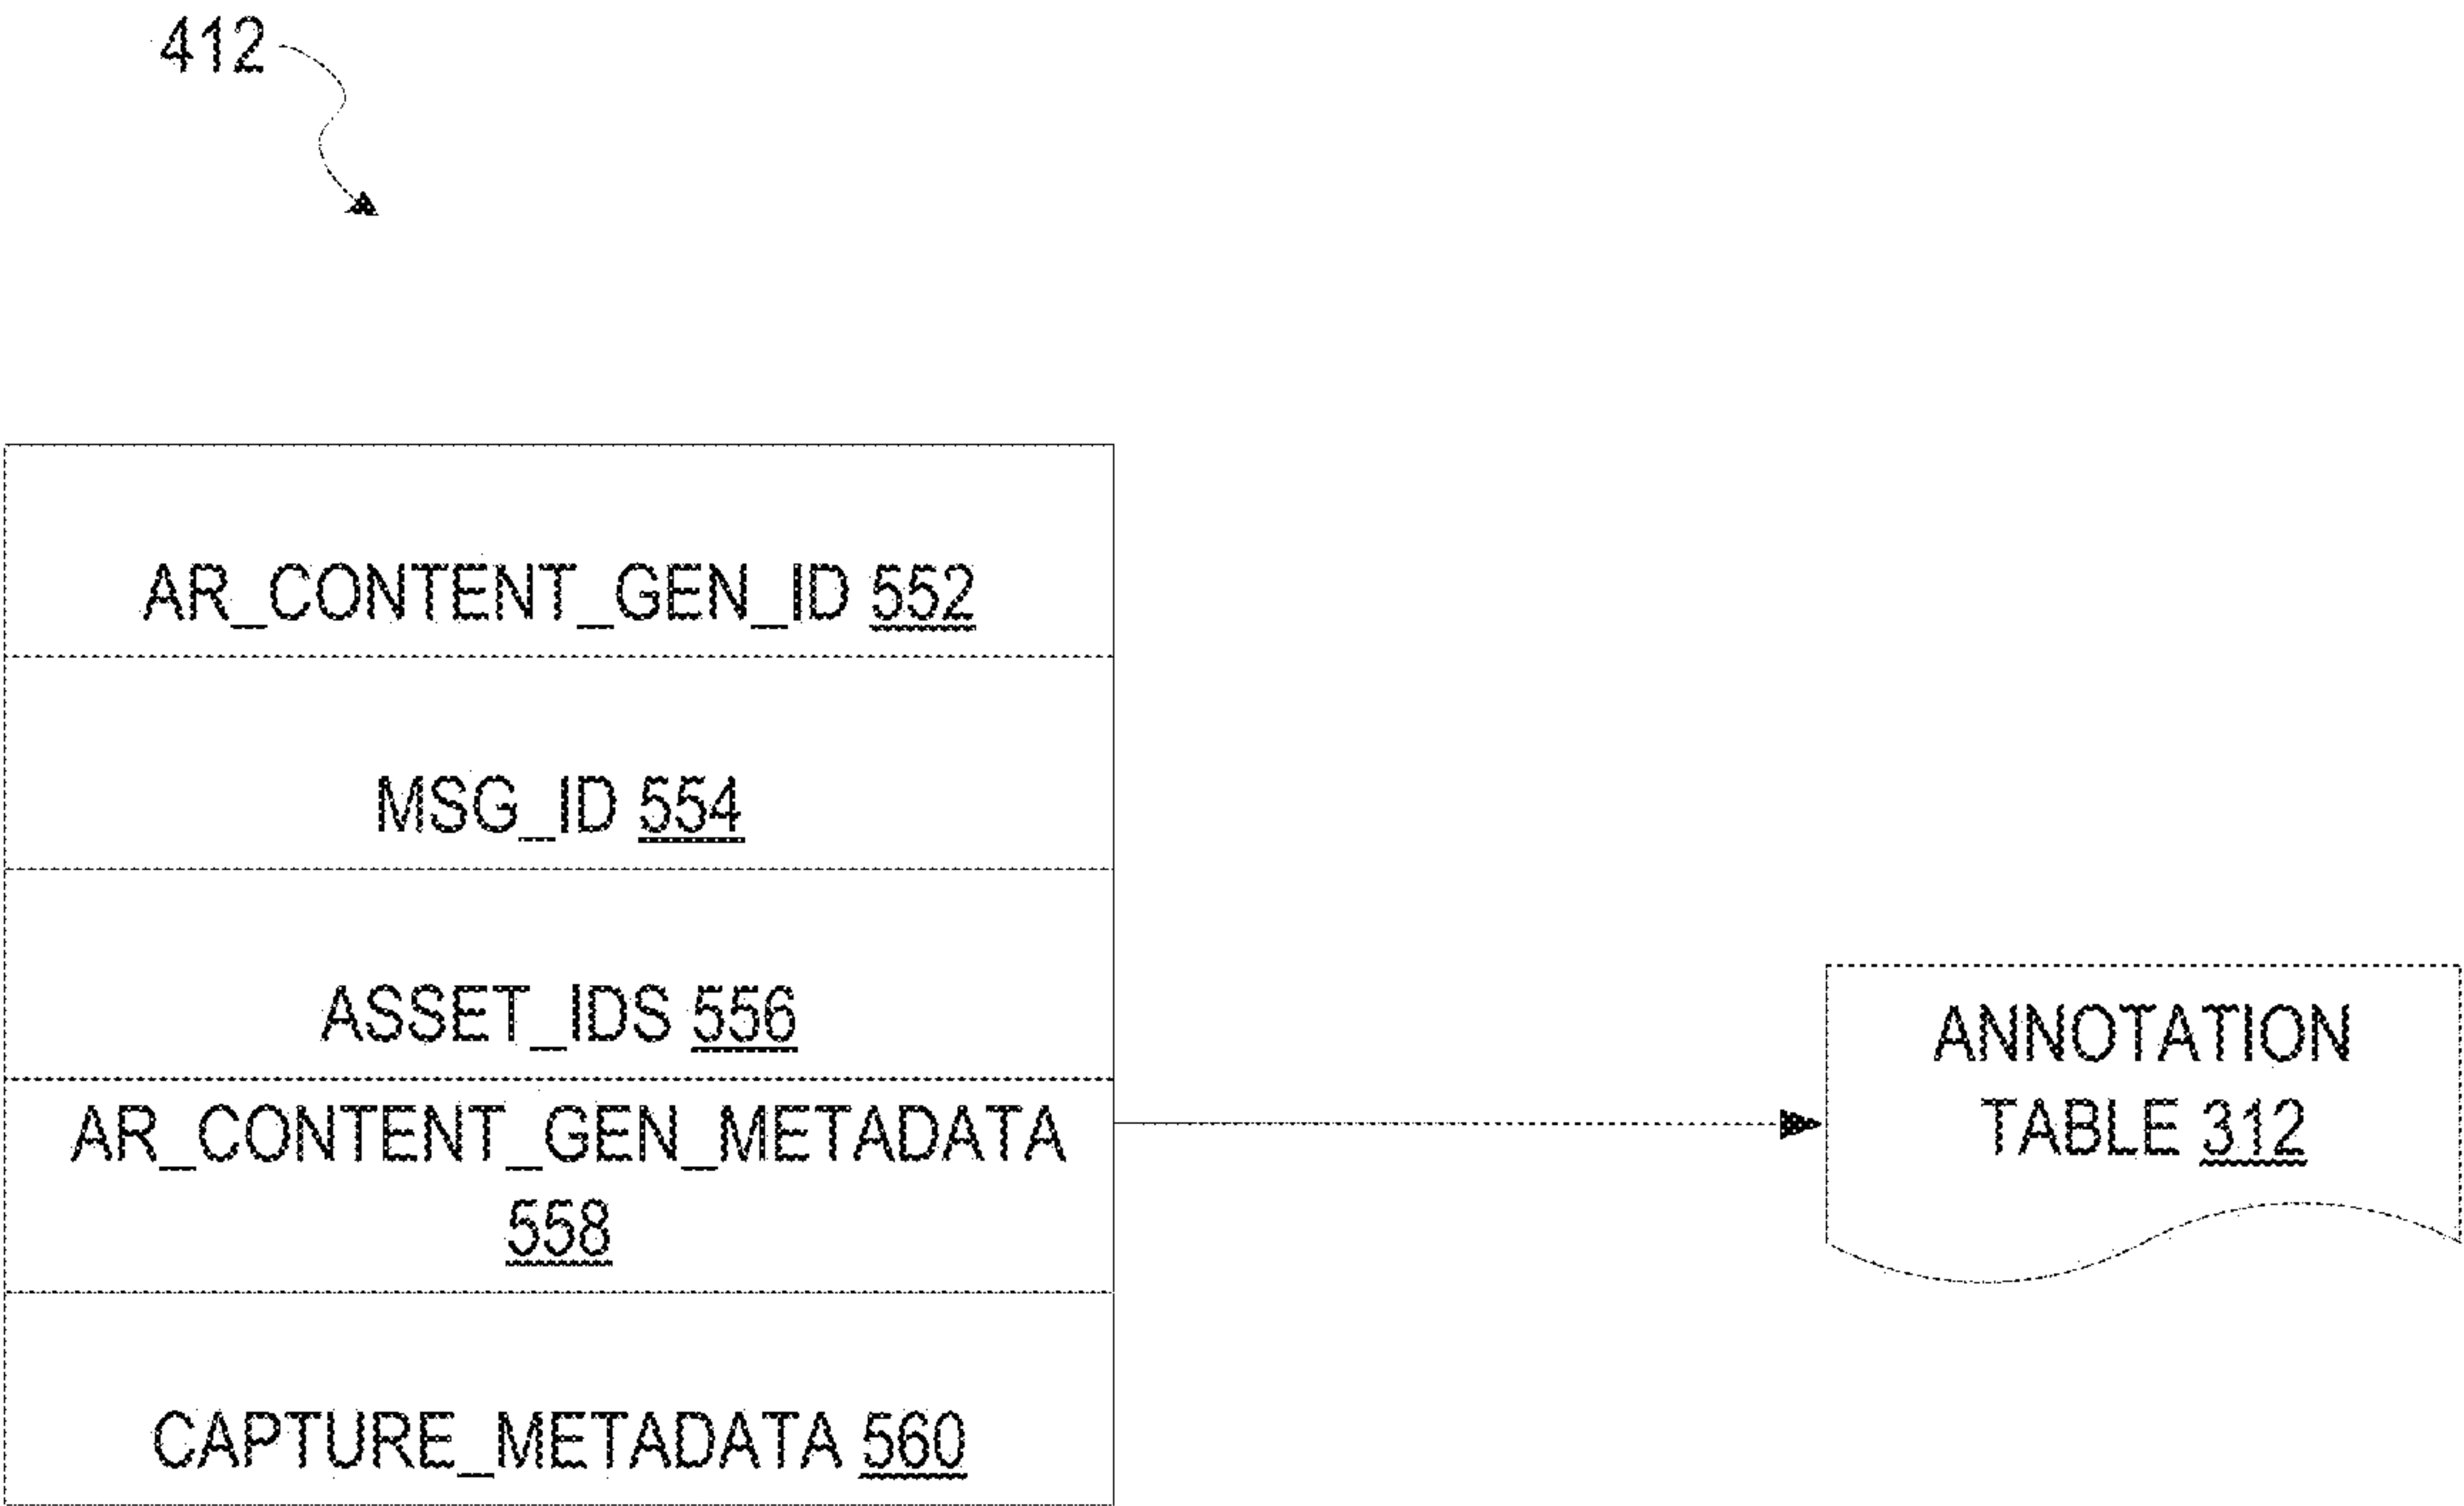 412
AR_CONTENT_GEN_ID 552
MSG_ID 554
ASSET_IDS 556
AR_CONTENT_GEN_METADATA
558
CAPTURE_METADATA 560
ANNOTATION
TABLE 312